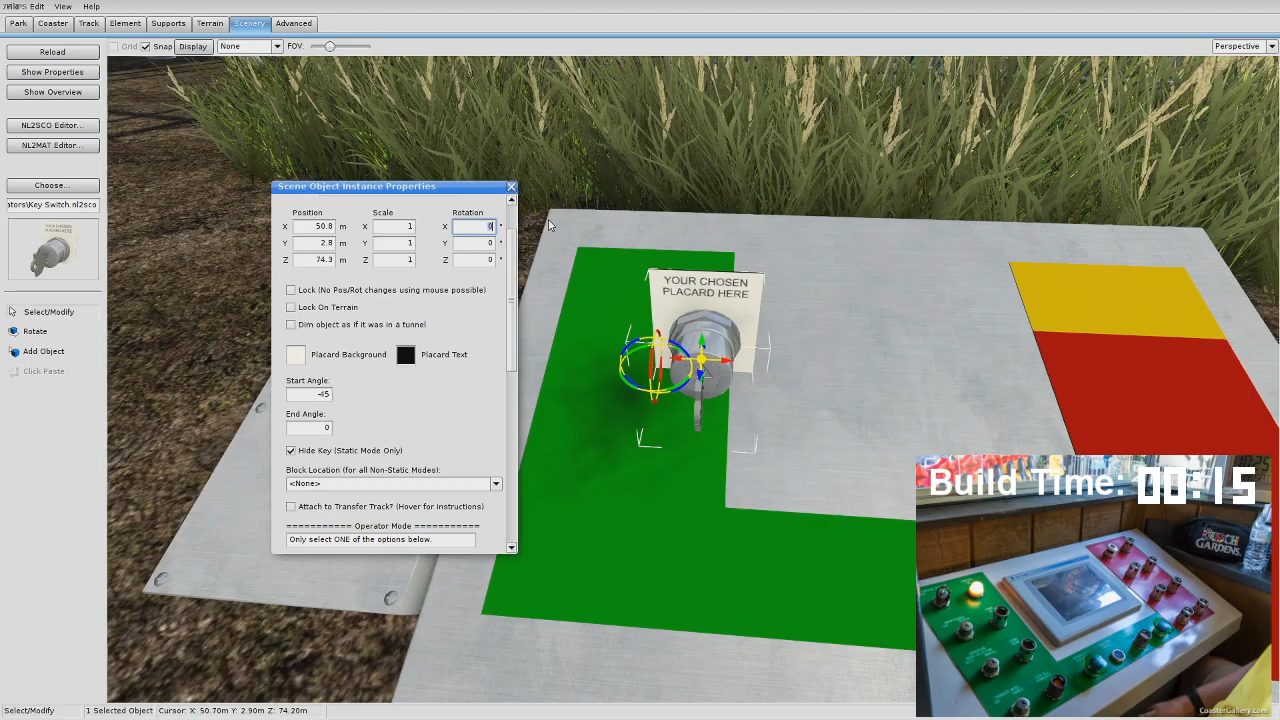 Edit View Help
Park Coaster Track Element Supports Terrain Scenery Advanced
Reload Grid Snap Display None FOV: Perspective
Show Properties
Show Overview
NL2SCO Editor...
NL2MAT Editor...
Choose...
ators\Key Switch.nl2sco
YOUR CHOSEN
PLACARD HERE
Select/Modify
Rotate
Add Object
Click Paste
Scene Object Instance Properties
Position Scale Rotation
X 50.8 m X 1 X 0 °
Y 2.8 m Y 1 Y 0 °
Z 74.3 m Z 1 Z 0 °
Lock (No Pos/Rot changes using mouse possible)
Lock On Terrain
Dim object as if it was in a tunnel
Placard Background Placard Text
Start Angle:
-45
End Angle:
0
Hide Key (Static Mode Only)
Block Location (for all Non-Static Modes):
<None>
Attach to Transfer Track? (Hover for instructions)
=========== Operator Mode ===========
Only select ONE of the options below.
YOUR CHOSEN
PLACARD HERE
Build Time: 00:15
BUSCH
GARDENS
CoasterGallery.com
Select/Modify 1 Selected Object Cursor: X: 50.70m Y: 2.90m Z: 74.20m